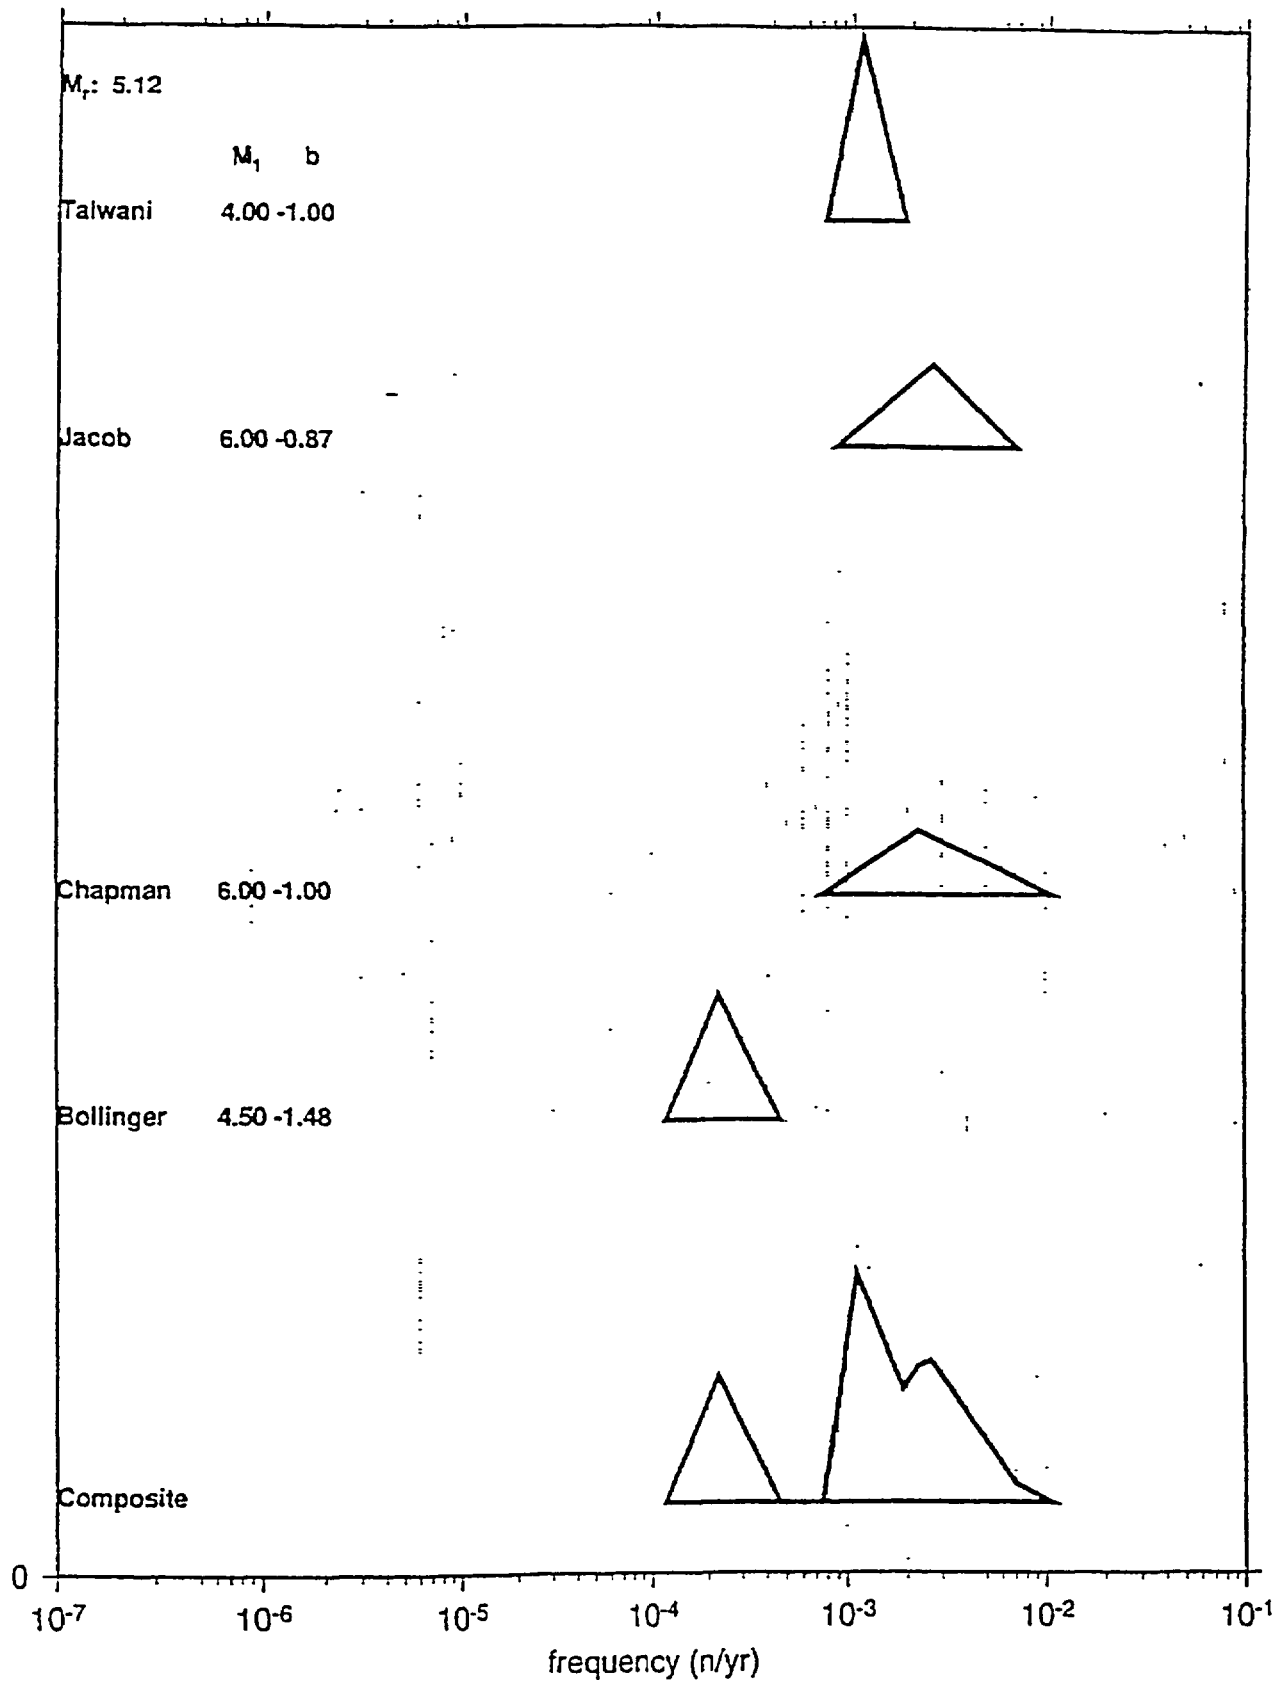 Mr: 5.12
M1 b
Talwani 4.00 -1.00
Jacob 6.00 -0.87
Chapman 6.00 -1.00
Bollinger 4.50 -1.48
Composite
0
10-7 10-6 10-5 10-4 10-3 10-2 10-1
frequency (n/yr)